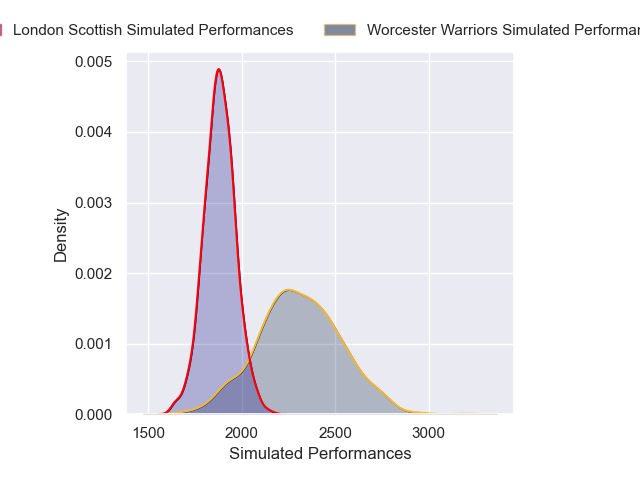 London Scottish Simulated Performances
Worcester Warriors Simulated
0.005
0.004
0.003
0.002
0.001
0.000
Density
1500 2000 2500 3000
Simulated Performances